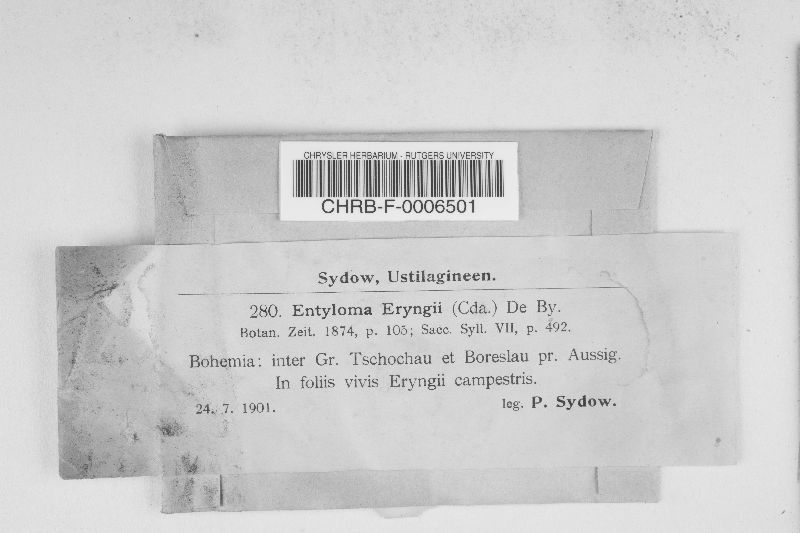 CHRYSLER HERBARIUM - RUTGERS UNIVERSITY
CHRB-F-0006501
Sydow, Ustilagineen.
280. Entyloma Eryngii (Cda.) De By.
Botan. Zeit. 1874, p. 105; Sacc. Syll. VII, p. 492.
Bohemia: inter Gr. Tschochau et Boreslau pr. Aussig.
In foliis vivis Eryngii campestris.
24. 7. 1901. leg. P. Sydow.